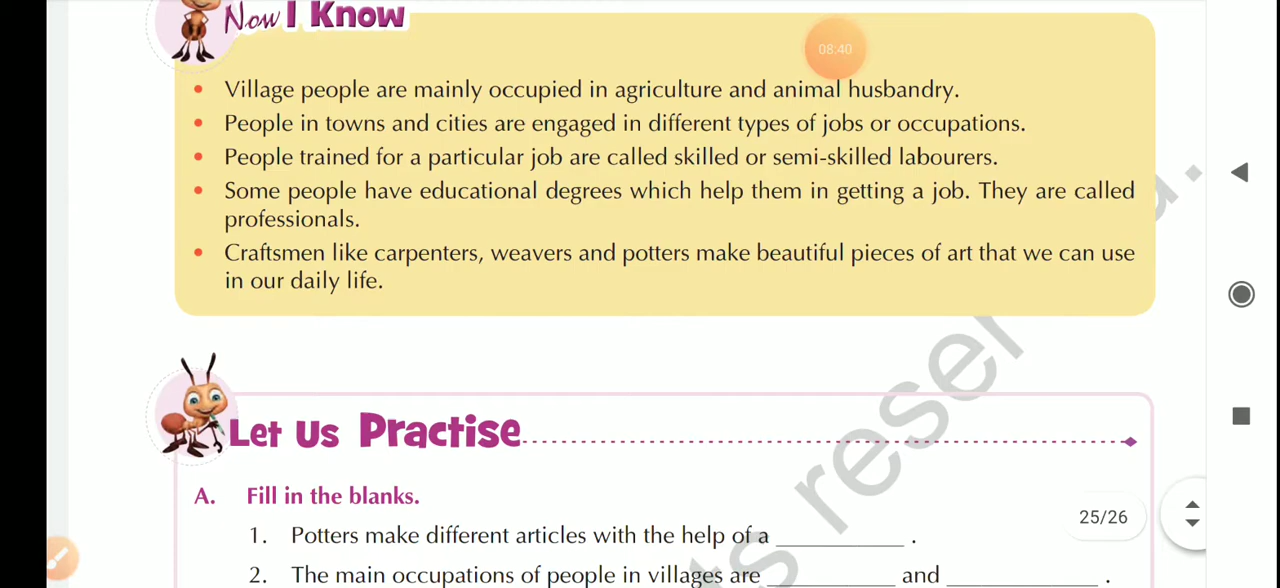 Now I Know
08:40
• Village people are mainly occupied in agriculture and animal husbandry.
• People in towns and cities are engaged in different types of jobs or occupations.
• People trained for a particular job are called skilled or semi-skilled labourers.
• Some people have educational degrees which help them in getting a job. They are called
professionals.
• Craftsmen like carpenters, weavers and potters make beautiful pieces of art that we can use
in our daily life.
Let Us Practise
A. Fill in the blanks.
1. Potters make different articles with the help of a ___________ .
25/26
2. The main occupations of people in villages are ___________ and _____________ .